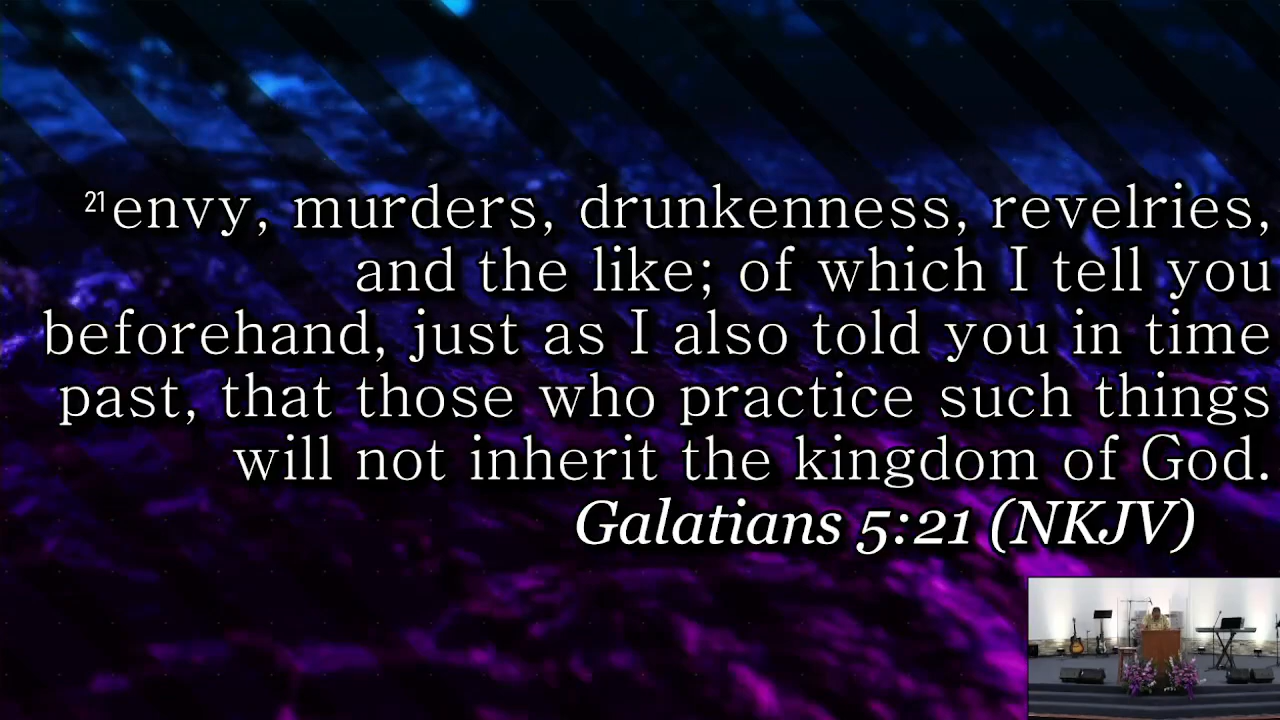 21envy, murders, drunkenness, revelries,
and the like; of which I tell you
beforehand, just as I also told you in time
past, that those who practice such things
will not inherit the kingdom of God.
Galatians 5:21 (NKJV)